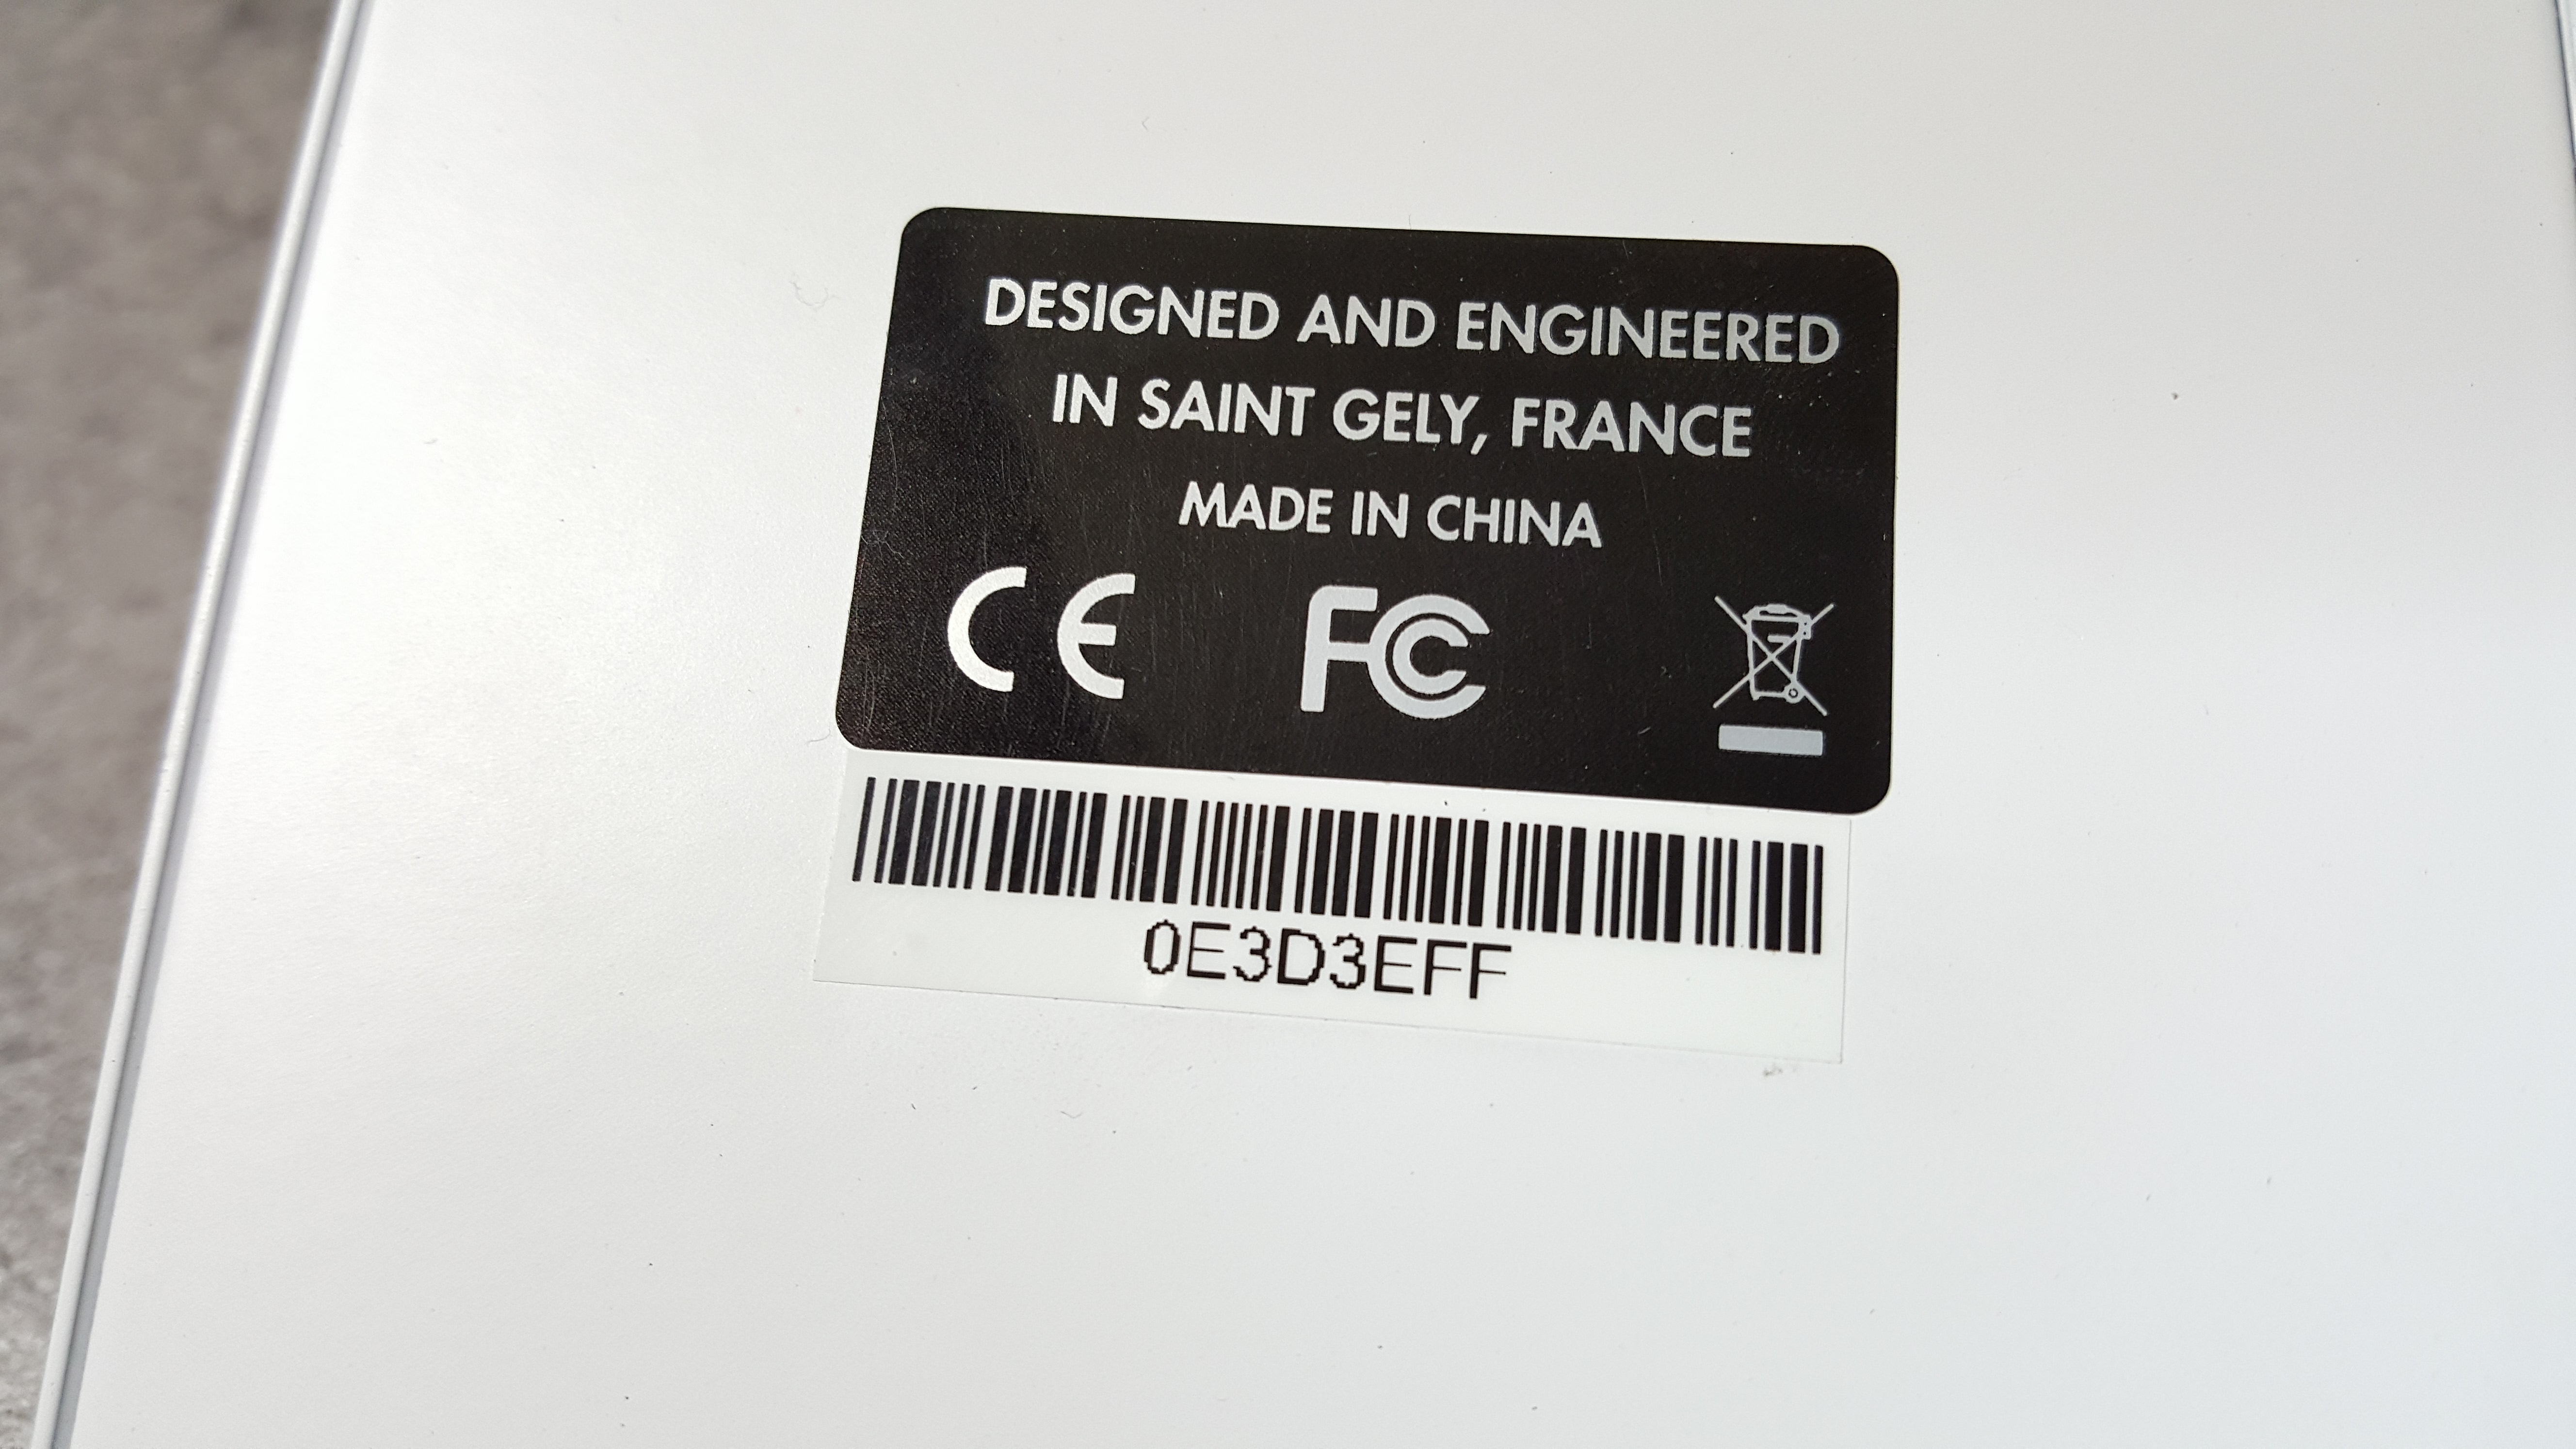 DESIGNED AND ENGINEERED
IN SAINT GELY, FRANCE
MADE IN CHINA
CE FC
0E3D3EFF